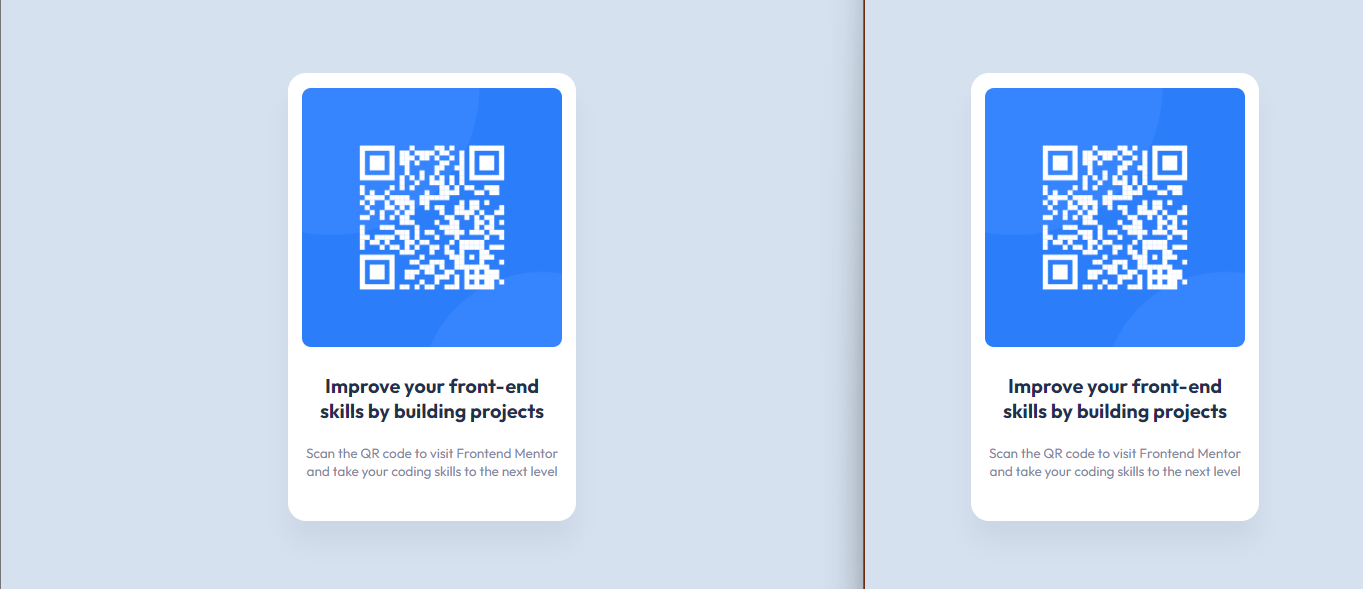 Improve your front-end
skills by building projects
Scan the QR code to visit Frontend Mentor
and take your coding skills to the next level
Improve your front-end
skills by building projects
Scan the QR code to visit Frontend Mentor
and take your coding skills to the next level